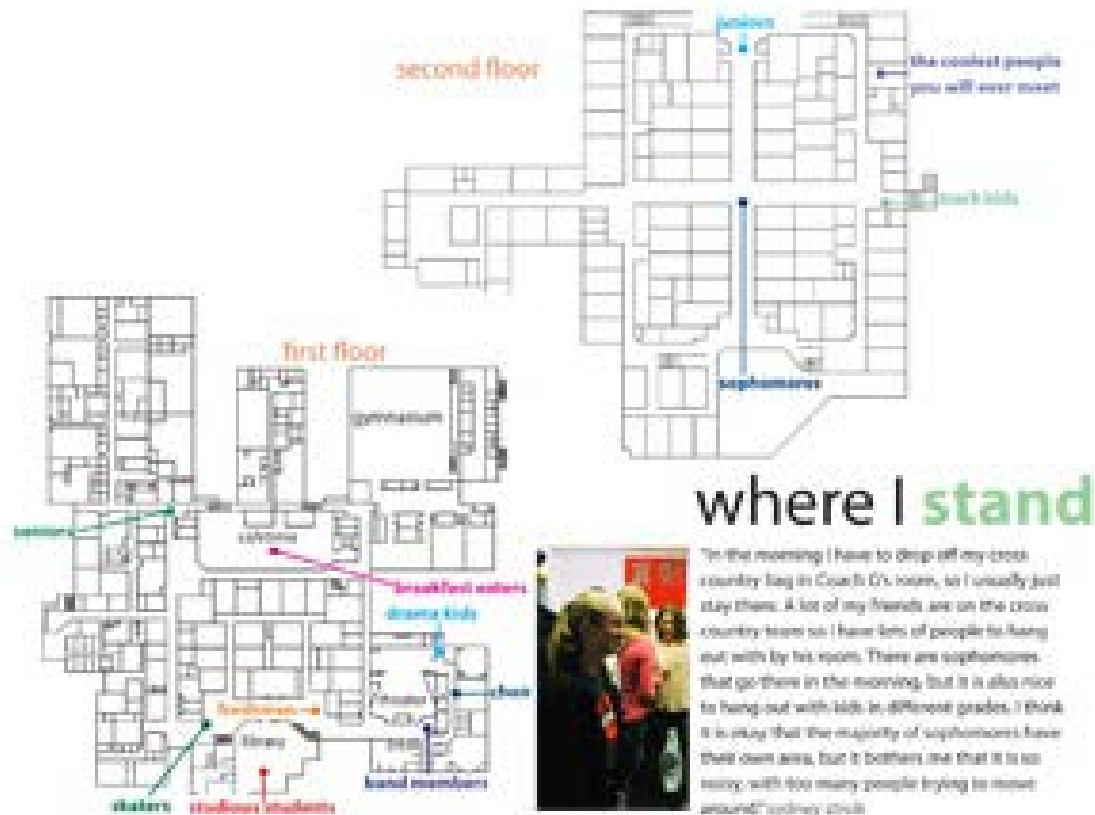 juniors
second floor
the coolest people
you will ever meet
track kids
sophomores
first floor
gymnasium
seniors
cafeteria
breakfast eaters
drama kids
theater
choir
freshmen
library
band
band members
skaters
studious students
where I stand
"In the morning I have to drop off my cross
country bag in Coach O's room, so I usually just
stay there. A lot of my friends are on the cross
country team so I have lots of people to hang
out with by his room. There are sophomores
that go there in the morning, but it is also nice
to hang out with kids in different grades. I think
it is okay that the majority of sophomores have
their own area, but it bothers me that it is so
noisy, with too many people trying to move
around." sydney